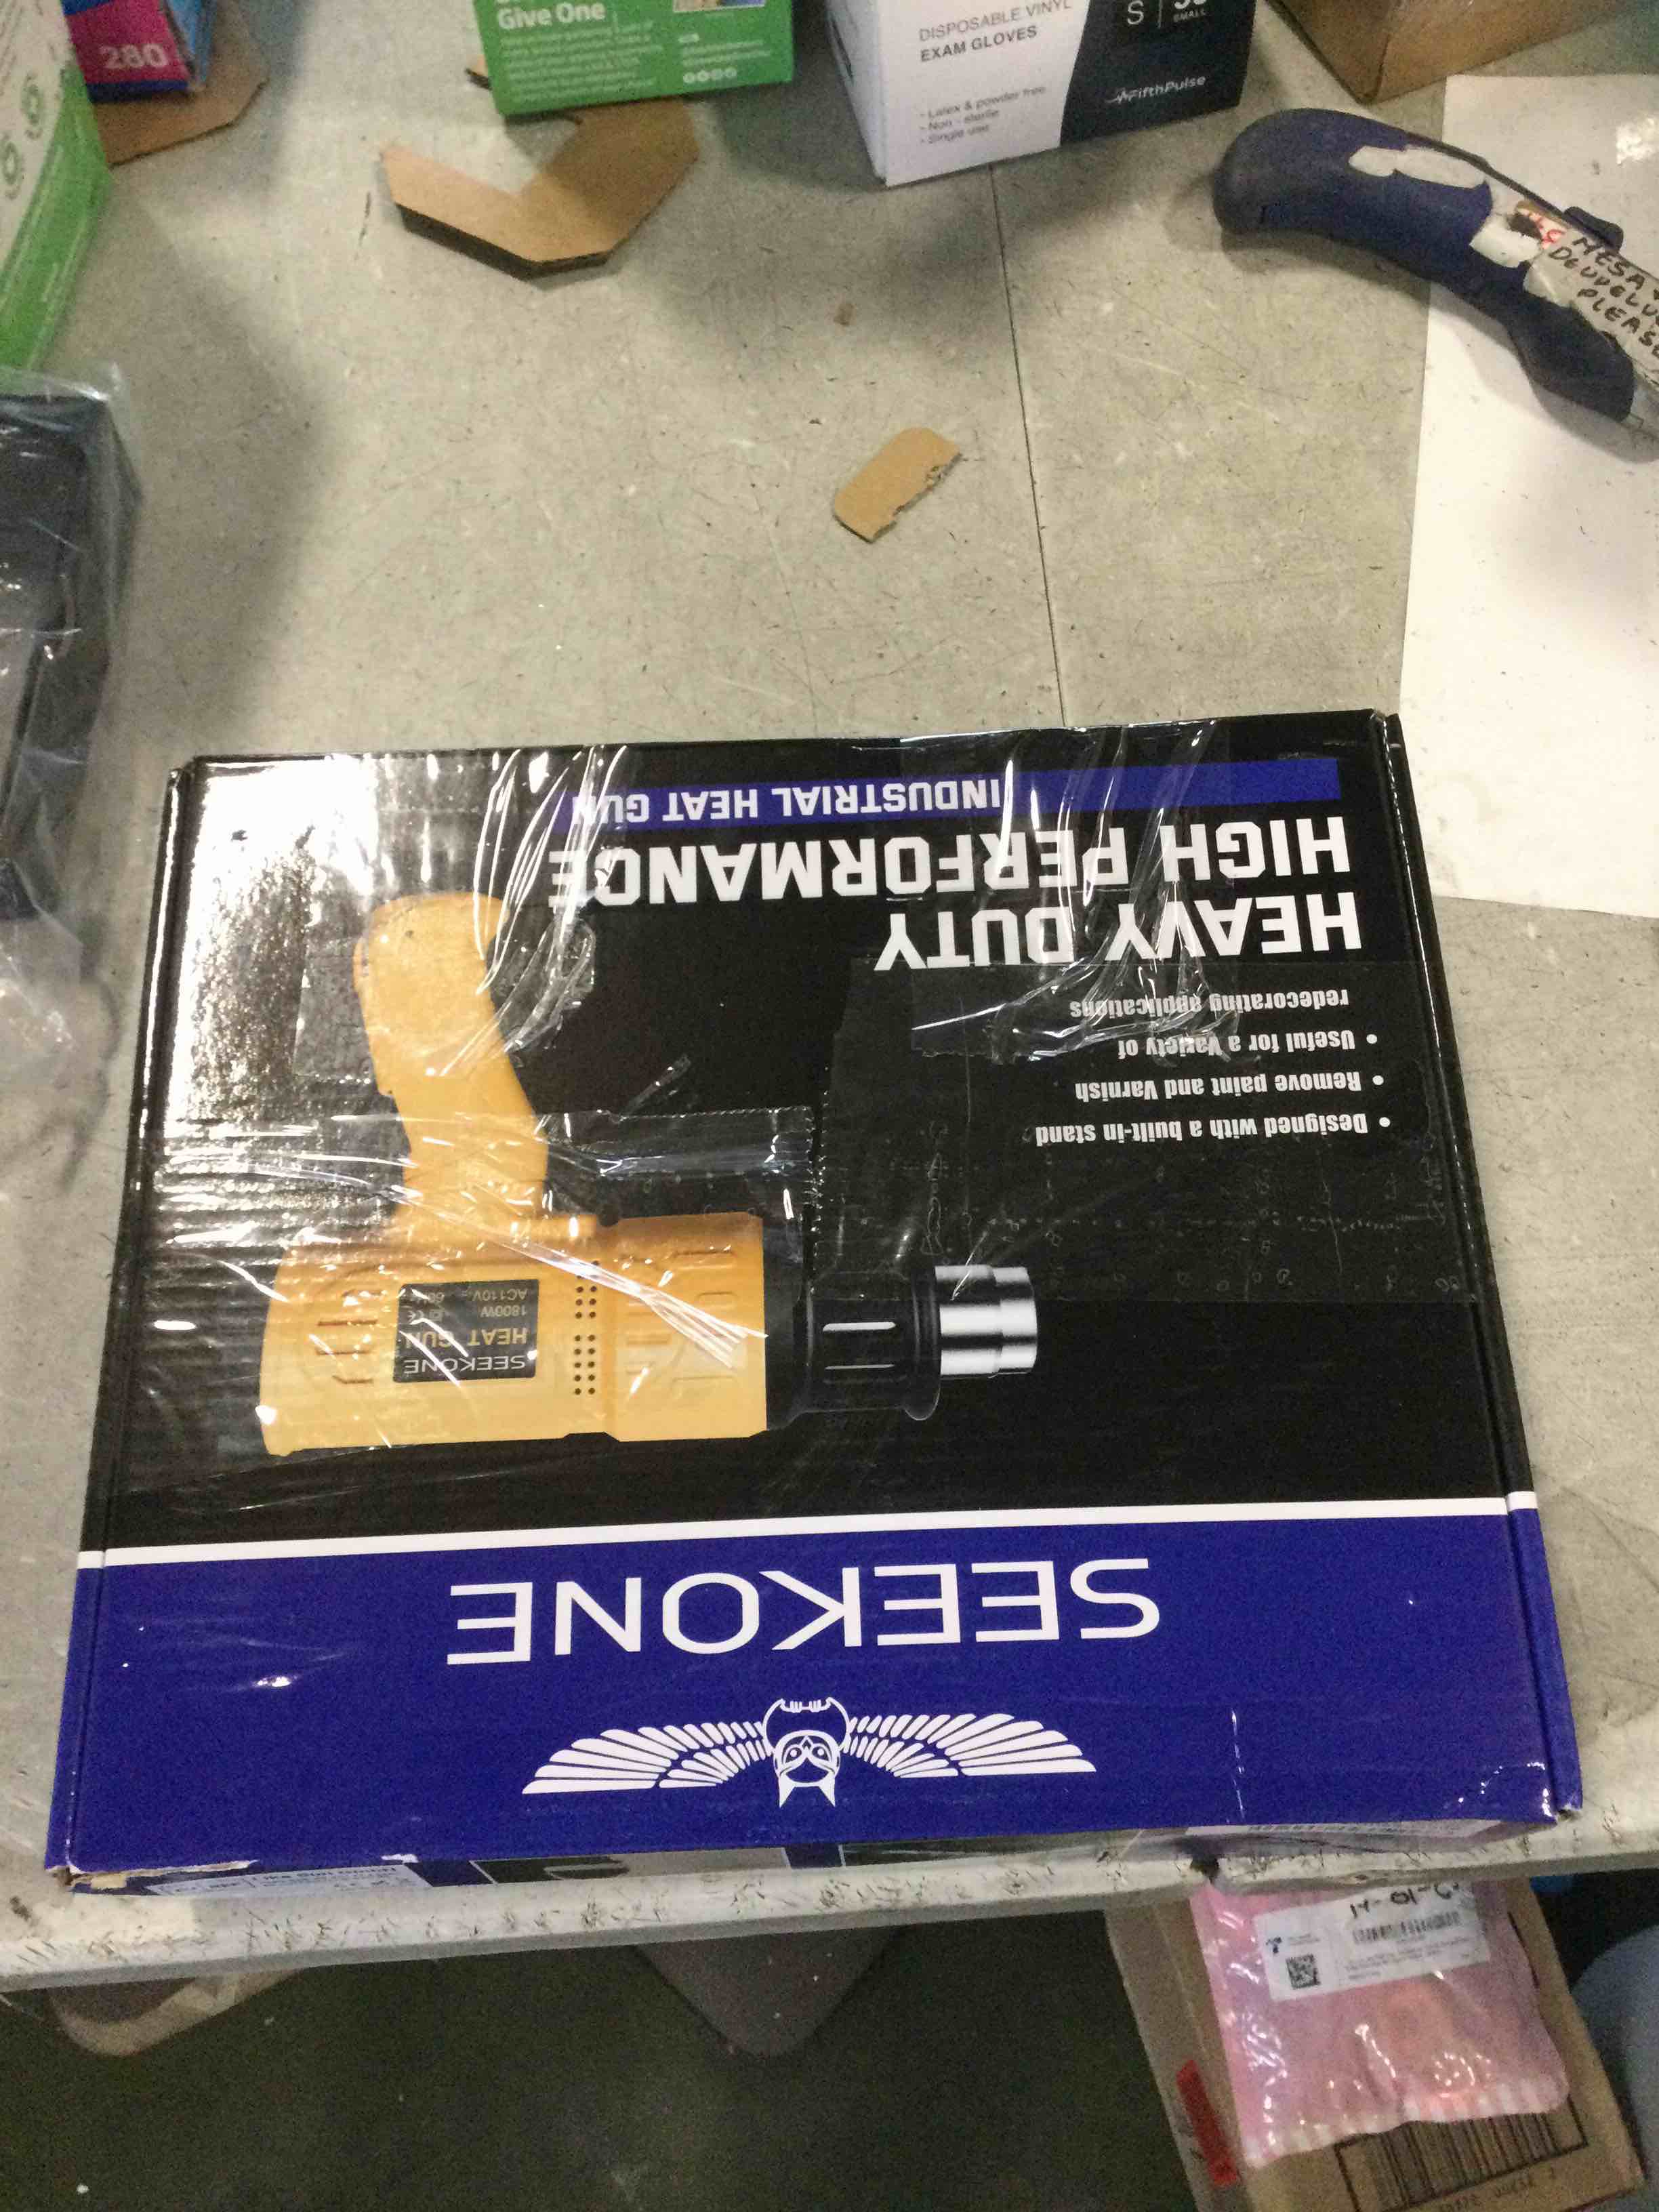 280
Give One
DISPOSABLE VINYL
EXAM GLOVES
- Latex & powder free
- Non - sterile
- Single use
S
SMALL
FifthPulse
MESA
PLEASE
SEEKONE
HEAVY DUTY
HIGH PERFORMANCE
INDUSTRIAL HEAT GUN
• Designed with a built-in stand
• Remove paint and Varnish
• Useful for a Variety of
redecorating applications
SEEKONE
HEAT GUN
1800W
AC110V~ 60